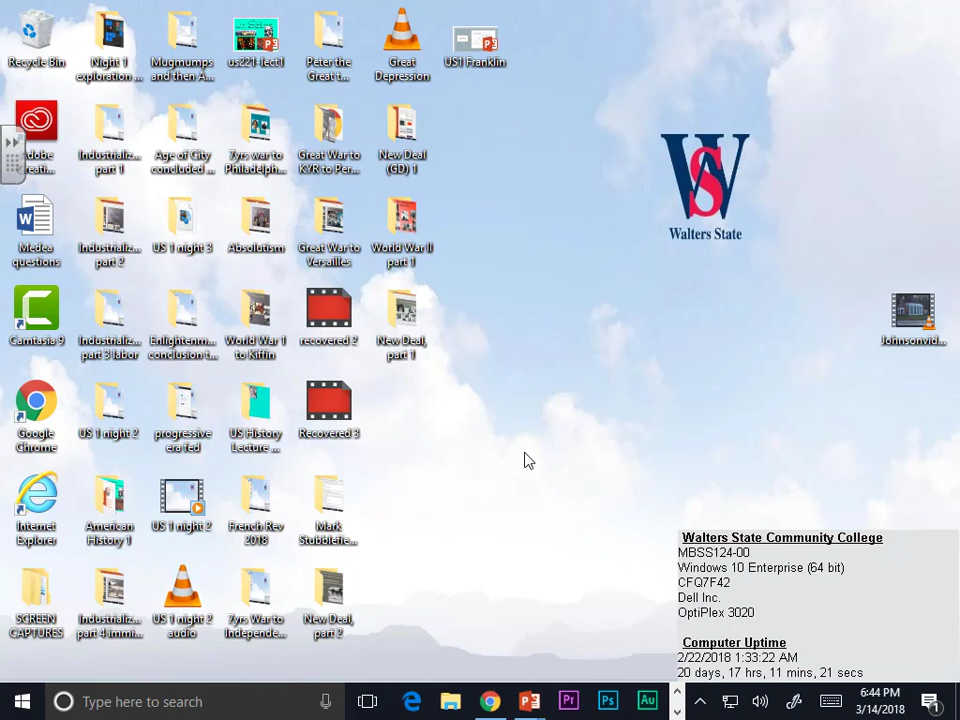 Recycle Bin
Night 1
exploration ...
Mugmumps
and then A...
us221-lect1
Peter the
Great t...
Great
Depression
US1 Franklin
Adobe
Creati...
Industrializ...
part 1
Age of City
concluded ...
7yrs war to
Philadelph...
Great War to
KYR to Per...
New Deal
(GD) 1
WS
Walters State
Medea
questions
Industrializ...
part 2
US 1 night 3
Absolutism
Great War to
Versailles
World War II
part 1
Camtasia 9
Industrializ...
part 3 labor
Enlightenm...
conclusion t...
World War 1
to Kiffin
recovered 2
New Deal,
part 1
Johnsonvid...
Google
Chrome
US 1 night 2
progressive
era fed
US History
Lecture ...
Recovered 3
Internet
Explorer
American
History 1
US 1 night 2
French Rev
2018
Mark
Stubblefie...
SCREEN
CAPTURES
Industrializ...
part 4 immi...
US 1 night 2
audio
7yrs War to
Independe...
New Deal,
part 2
Walters State Community College
MBSS124-00
Windows 10 Enterprise (64 bit)
CFQ7F42
Dell Inc.
OptiPlex 3020
Computer Uptime
2/22/2018 1:33:22 AM
20 days, 17 hrs, 11 mins, 21 secs
Type here to search
Pr
Ps
Au
6:44 PM
3/14/2018
1